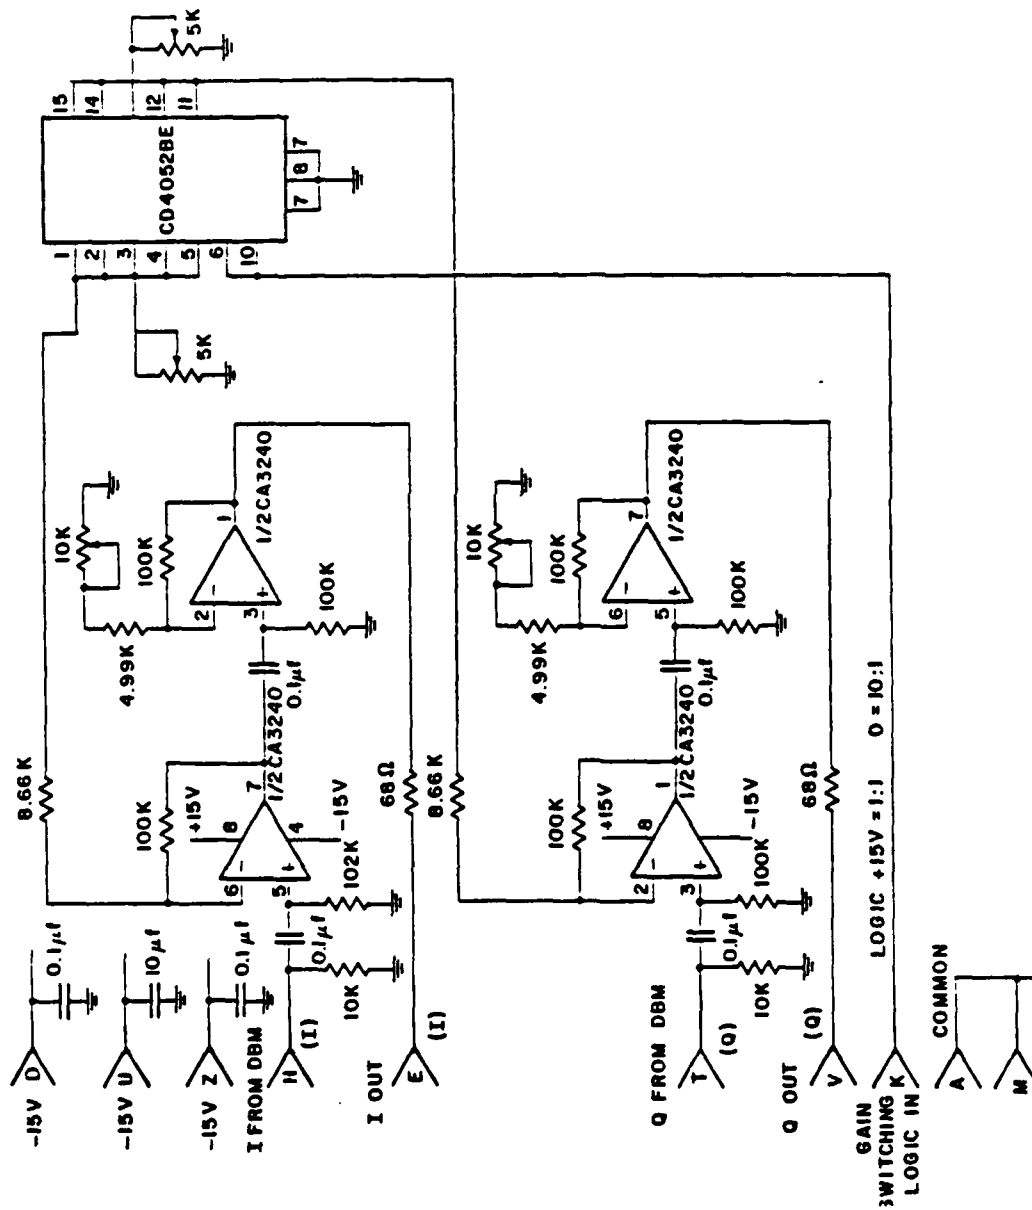 -15V D 0.1µf
8.66K
1
15
5K
2
14
10K
3
4.99K
100K
4
12
CD4052BE
5
11
-15V U 10µf
100K
2
1
6
7
8
7
+15V
8
5K
10
3
1/2CA3240
-15V Z 0.1µf
6
7
1/2CA3240
5
4
-15V
0.1µf
100K
I FROM DBM
H (I)
0.1µf
102K
10K
I OUT
E (I)
68Ω
8.66K
10K
4.99K
100K
100K
6
7
+15V
2
8
1
5
1/2CA3240
3
1/2CA3240
-15V
0.1µf
100K
Q FROM DBM
T (Q)
0.1µf
100K
10K
Q OUT
V (Q)
68Ω
GAIN
SWITCHING K
LOGIC IN
LOGIC +15V = 1:1 0 = 10:1
A COMMON
M